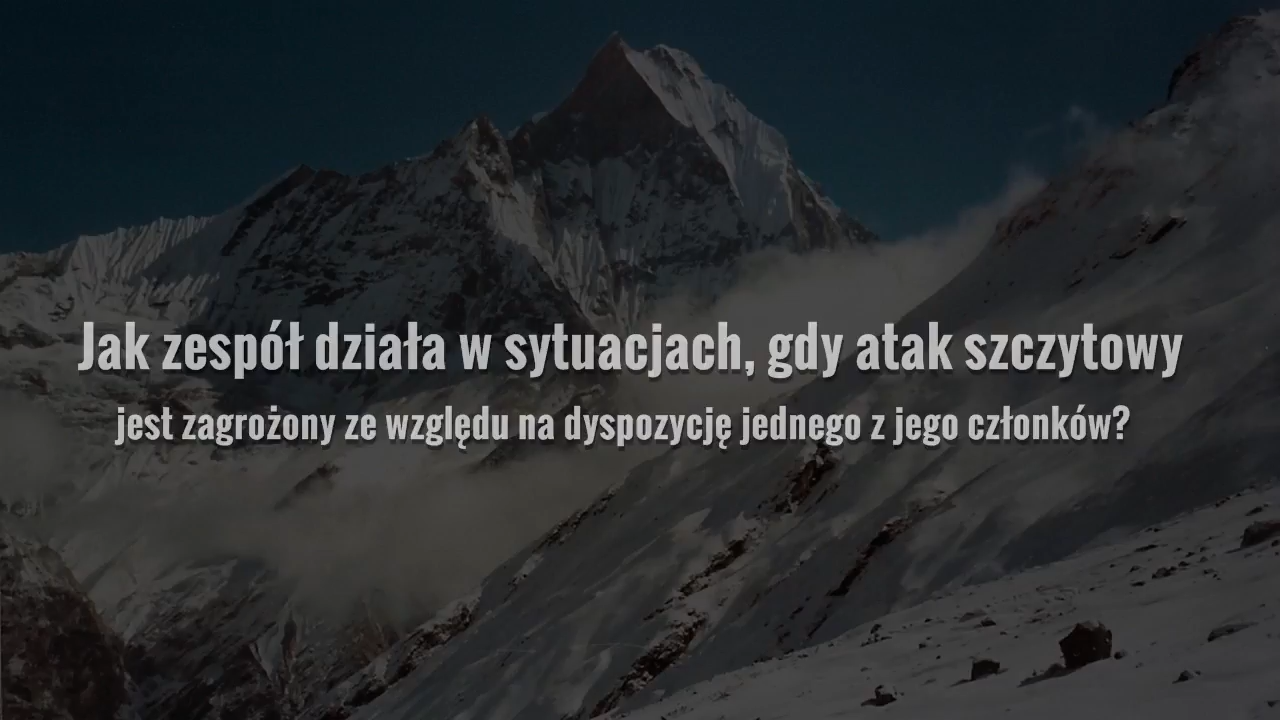 Jak zespół działa w sytuacjach, gdy atak szczytowy
jest zagrożony ze względu na dyspozycję jednego z jego członków?